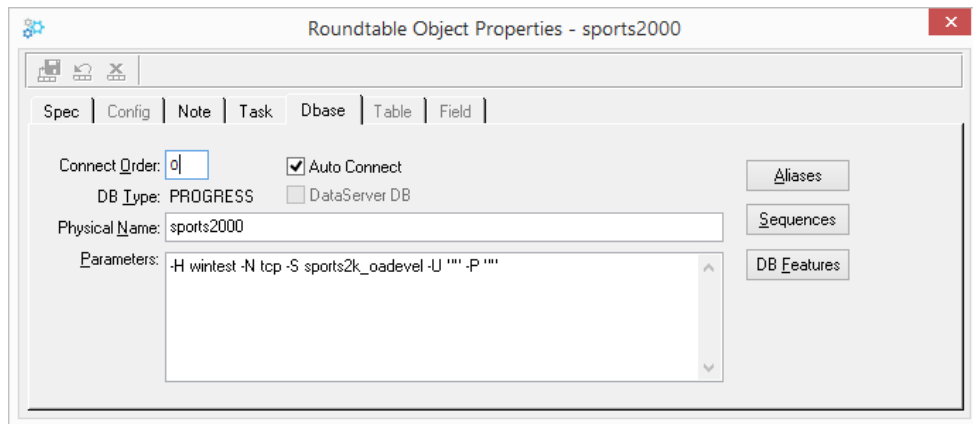 Roundtable Object Properties - sports2000
Spec Config Note Task Dbase Table Field
Connect Order: 0 Auto Connect
Aliases
DB Type: PROGRESS DataServer DB
Physical Name: sports2000
Sequences
Parameters: -H wintest -N tcp -S sports2k_oadevel -U "" -P ""
DB Features